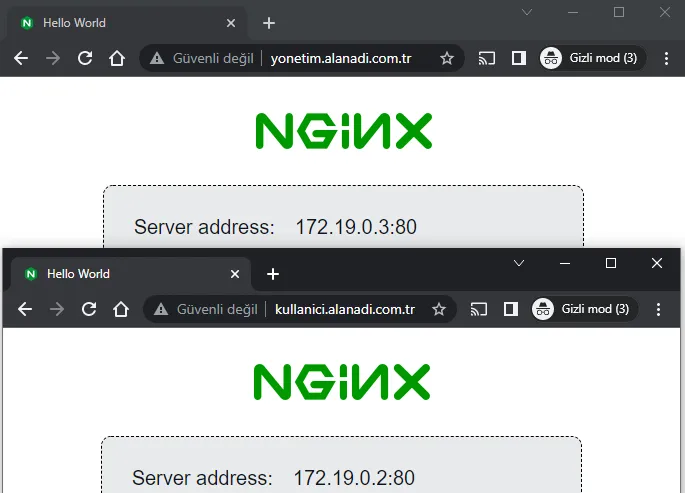 Hello World
Güvenli değil yonetim.alanadi.com.tr Gizli mod (3)
NGINX
Server address: 172.19.0.3:80
Hello World
Güvenli değil kullanici.alanadi.com.tr Gizli mod (3)
NGINX
Server address: 172.19.0.2:80